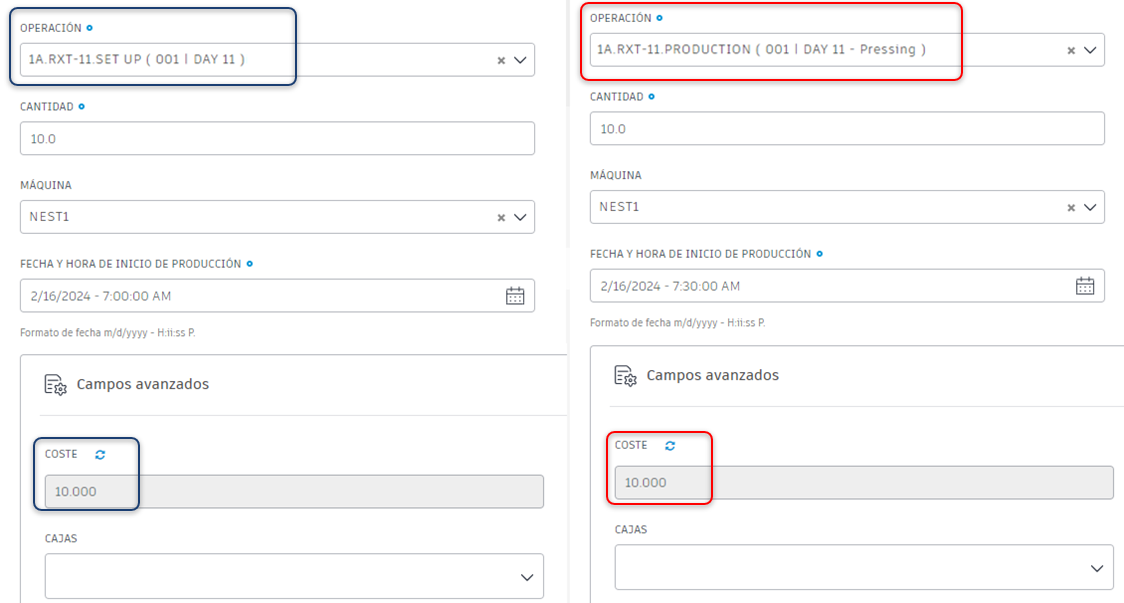 OPERACIÓN
1A.RXT-11.SET UP ( 001 | DAY 11 )
CANTIDAD
10.0
MÁQUINA
NEST1
FECHA Y HORA DE INICIO DE PRODUCCIÓN
2/16/2024 - 7:00:00 AM
Formato de fecha m/d/yyyy - H:ii:ss P.
Campos avanzados
COSTE
10.000
CAJAS
OPERACIÓN
1A.RXT-11.PRODUCTION ( 001 | DAY 11 - Pressing )
CANTIDAD
10.0
MÁQUINA
NEST1
FECHA Y HORA DE INICIO DE PRODUCCIÓN
2/16/2024 - 7:30:00 AM
Formato de fecha m/d/yyyy - H:ii:ss P.
Campos avanzados
COSTE
10.000
CAJAS